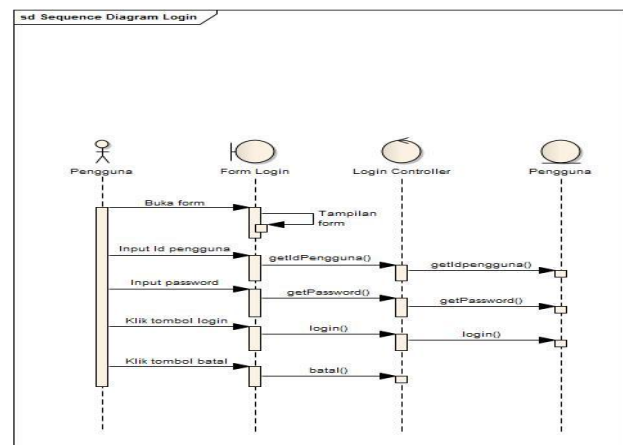 sd Sequence Diagram Login
Pengguna
Form Login
Login Controller
Pengguna
Buka form
Tampilan
form
Input Id pengguna
getIdPengguna()
getIdpengguna()
Input password
getPassword()
getPassword()
Klik tombol login
login()
login()
Klik tombol batal
batal()